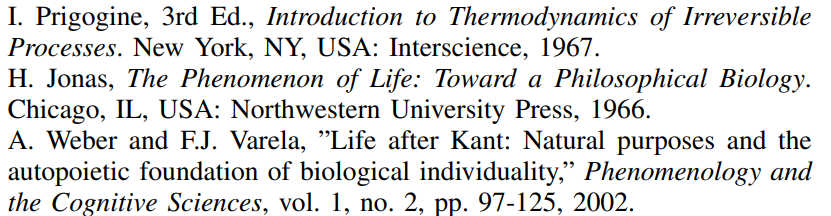 I. Prigogine, 3rd Ed., Introduction to Thermodynamics of Irreversible
Processes. New York, NY, USA: Interscience, 1967.
H. Jonas, The Phenomenon of Life: Toward a Philosophical Biology.
Chicago, IL, USA: Northwestern University Press, 1966.
A. Weber and F.J. Varela, ”Life after Kant: Natural purposes and the
autopoietic foundation of biological individuality,” Phenomenology and
the Cognitive Sciences, vol. 1, no. 2, pp. 97-125, 2002.